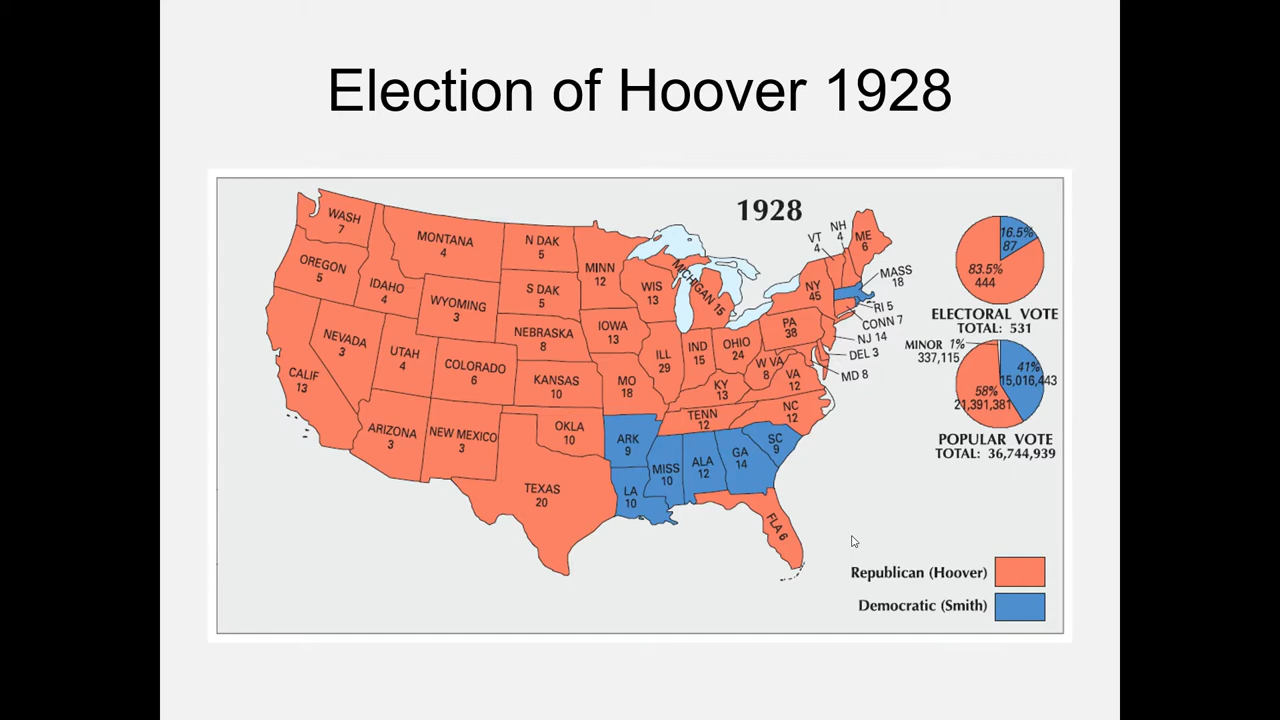 Election of Hoover 1928
1928
WASH
7
OREGON
5
CALIF
13
NEVADA
3
IDAHO
4
MONTANA
4
WYOMING
3
UTAH
4
COLORADO
6
ARIZONA
3
NEW MEXICO
3
N DAK
5
S DAK
5
NEBRASKA
8
KANSAS
10
OKLA
10
TEXAS
20
MINN
12
IOWA
13
MO
18
ARK
9
LA
10
WIS
13
ILL
29
MICHIGAN 15
IND
15
OHIO
24
KY
13
TENN
12
MISS
10
ALA
12
GA
14
FLA 6
SC
9
NC
12
VA
12
W VA
8
PA
38
NY
45
VT
4
NH
4
ME
6
MASS
18
RI 5
CONN 7
NJ 14
DEL 3
MD 8
16.5%
87
83.5%
444
ELECTORAL VOTE
TOTAL: 531
MINOR 1%
337,115
41%
15,016,443
58%
21,391,381
POPULAR VOTE
TOTAL: 36,744,939
Republican (Hoover)
Democratic (Smith)